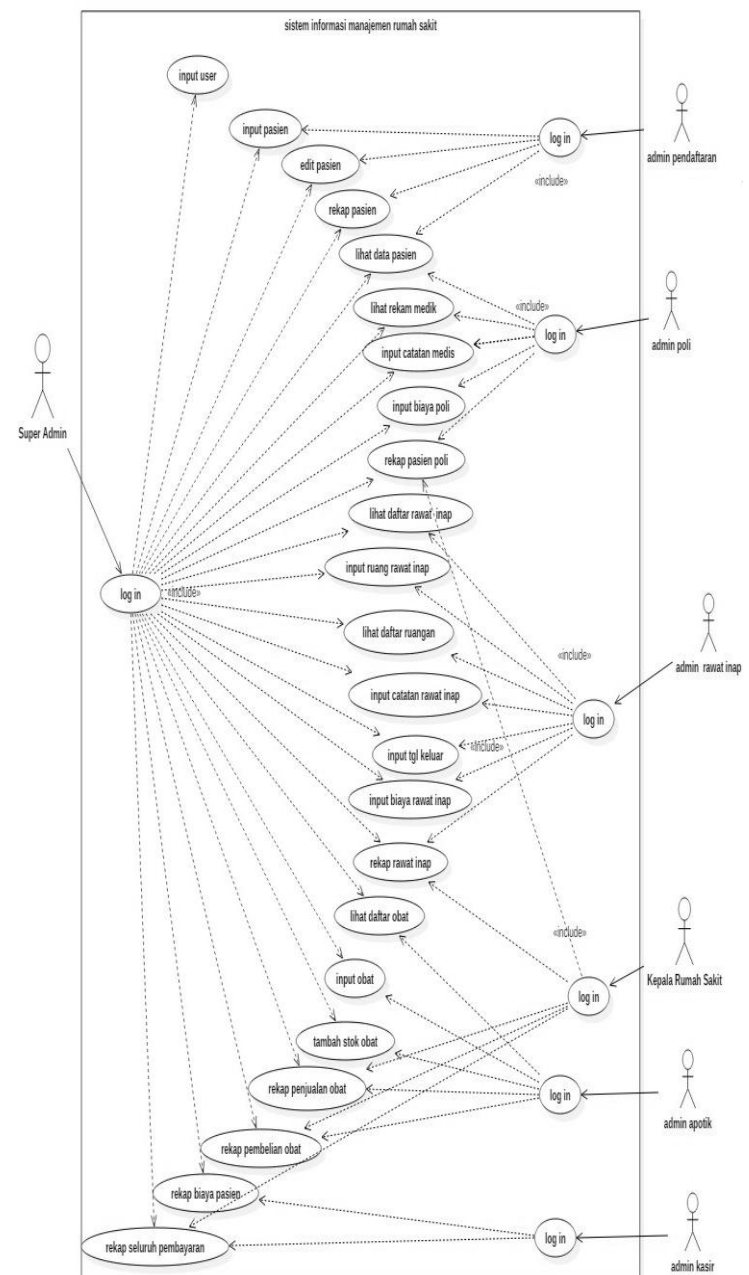 sistem informasi manajemen rumah sakit
input user
input pasien
log in
admin pendaftaran
edit pasien
«include»
rekap pasien
lihat data pasien
lihat rekam medik
«include»
log in
admin poli
input catatan medis
input biaya poli
Super Admin
rekap pasien poli
lihat daftar rawat inap
input ruang rawat inap
log in
«include»
lihat daftar ruangan
«include»
admin rawat inap
input catatan rawat inap
log in
input tgl keluar
«Include»
input biaya rawat inap
rekap rawat inap
lihat daftar obat
«include»
input obat
Kepala Rumah Sakit
log in
tambah stok obat
rekap penjualan obat
log in
admin apotik
rekap pembelian obat
rekap biaya pasien
log in
rekap seluruh pembayaran
admin kasir